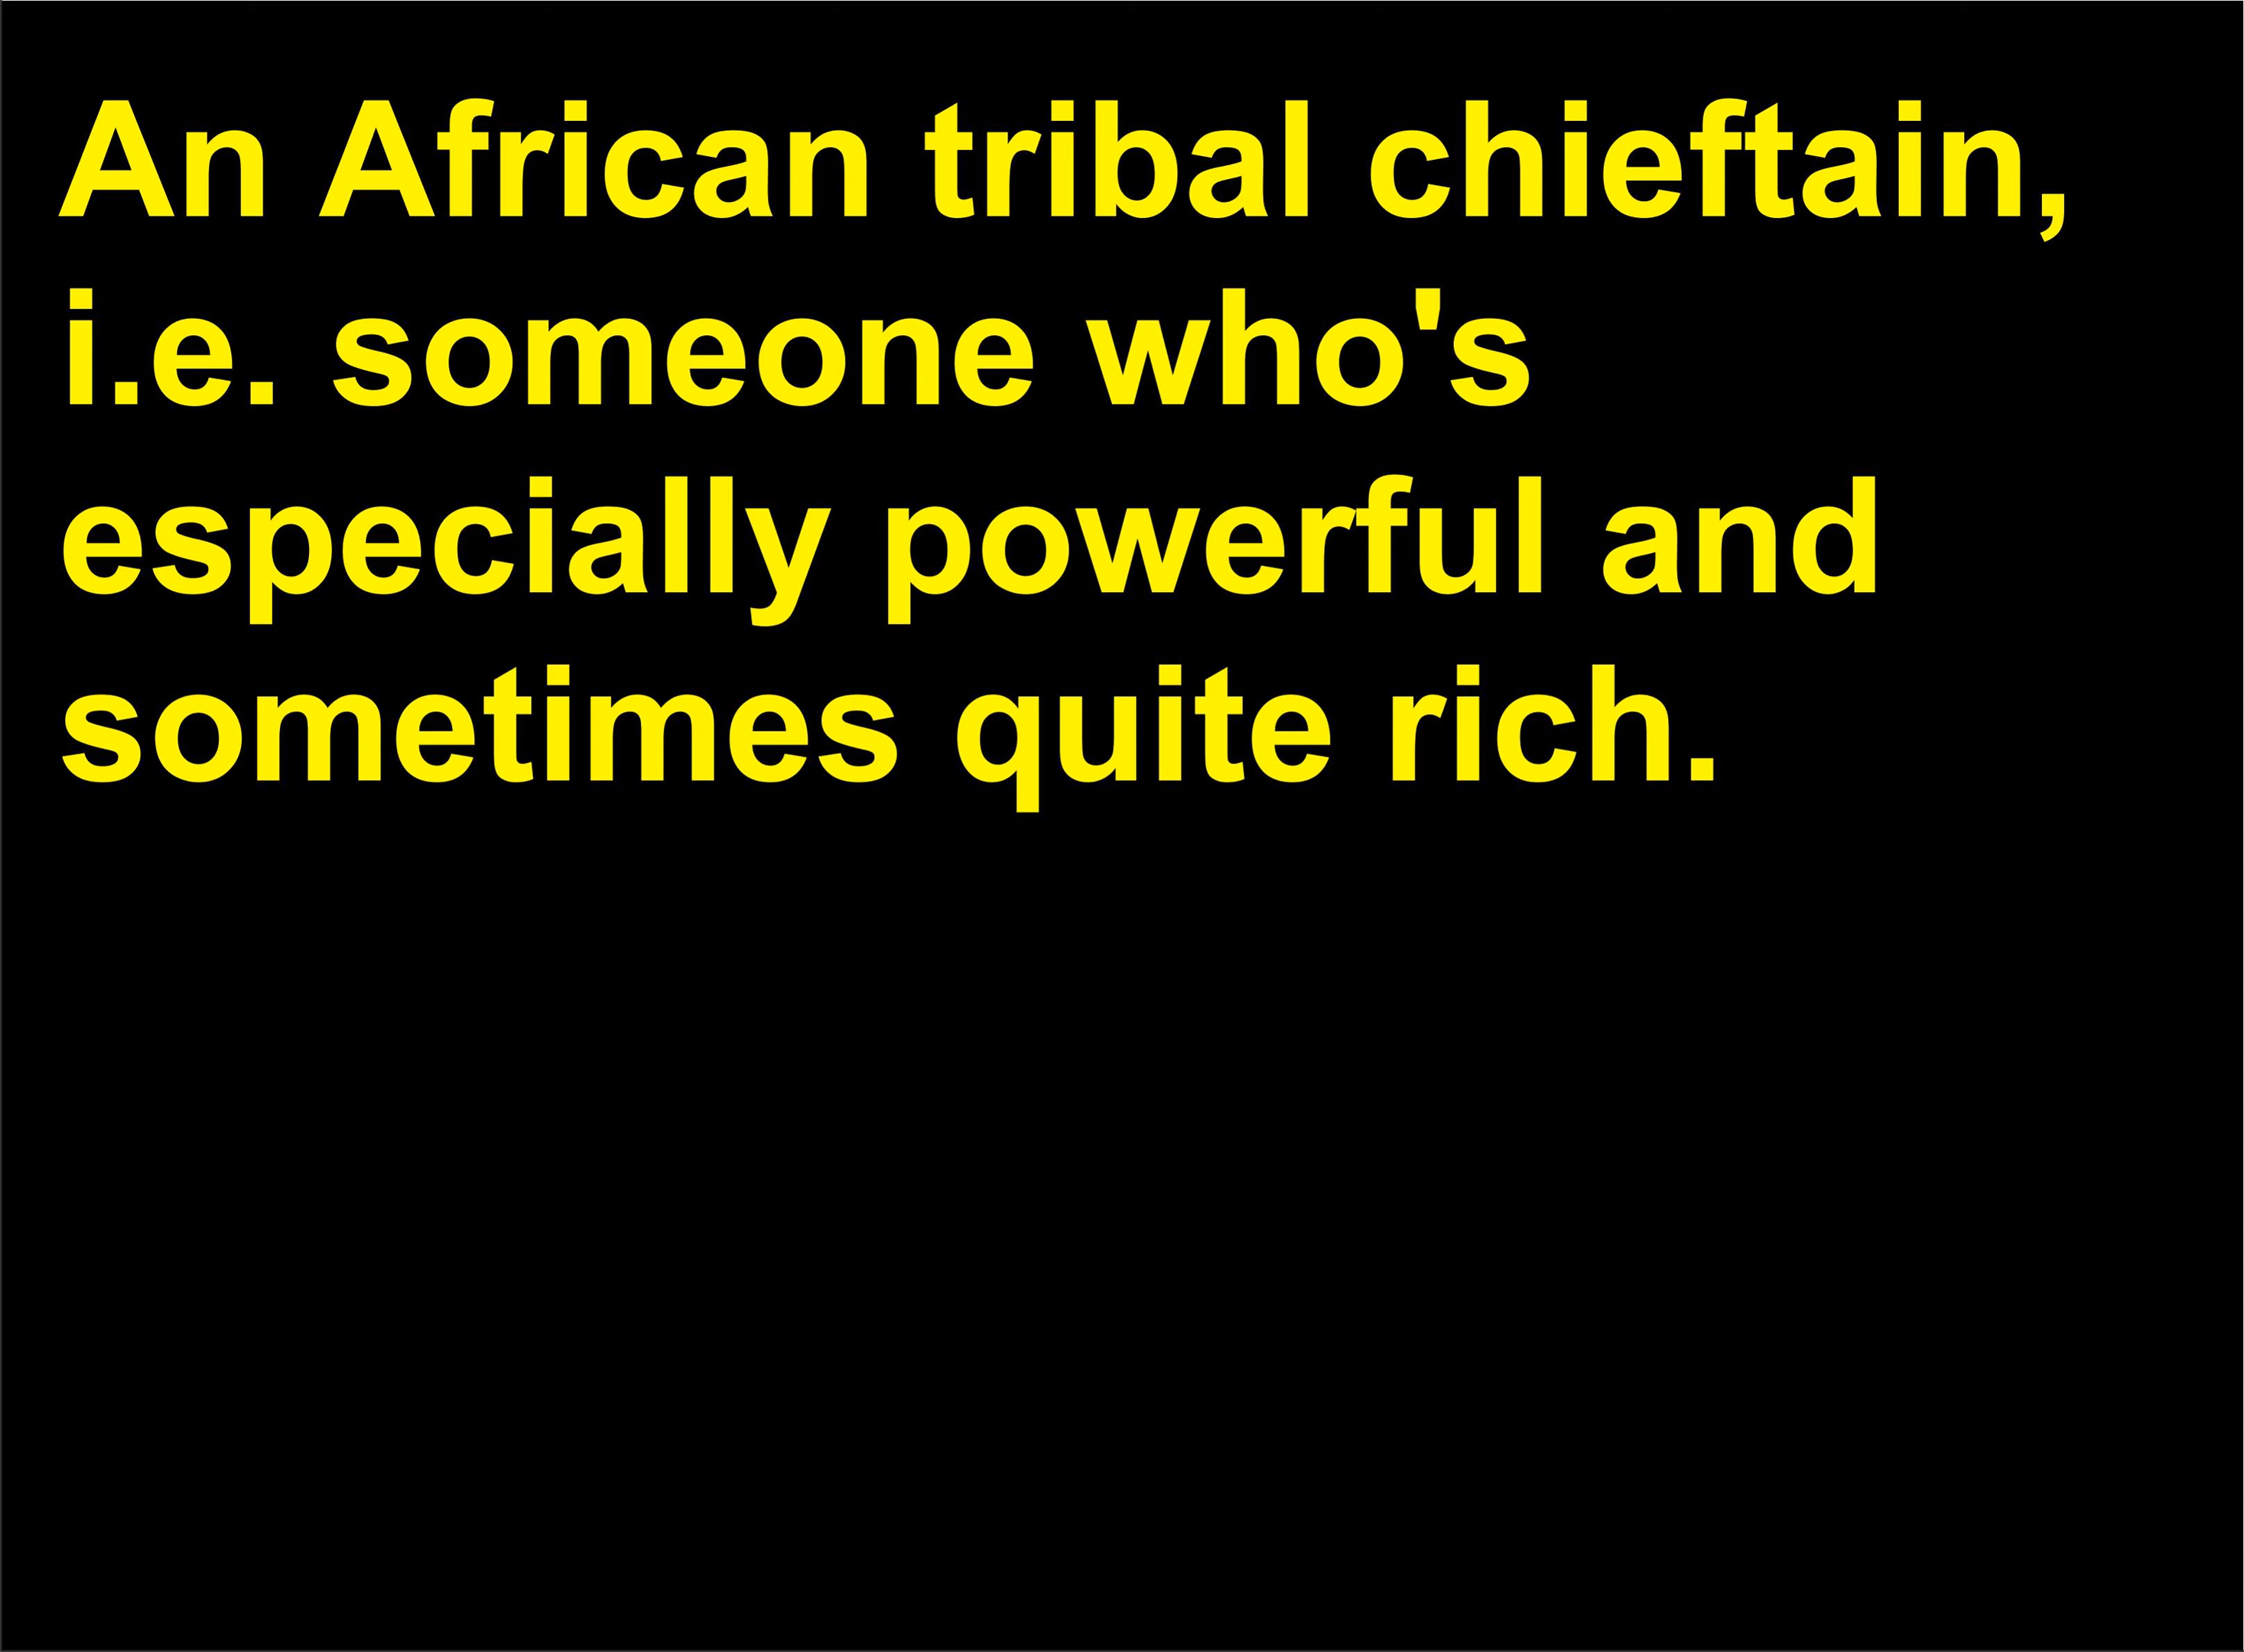 An African tribal chieftain,
i.e. someone who's
especially powerful and
sometimes quite rich.